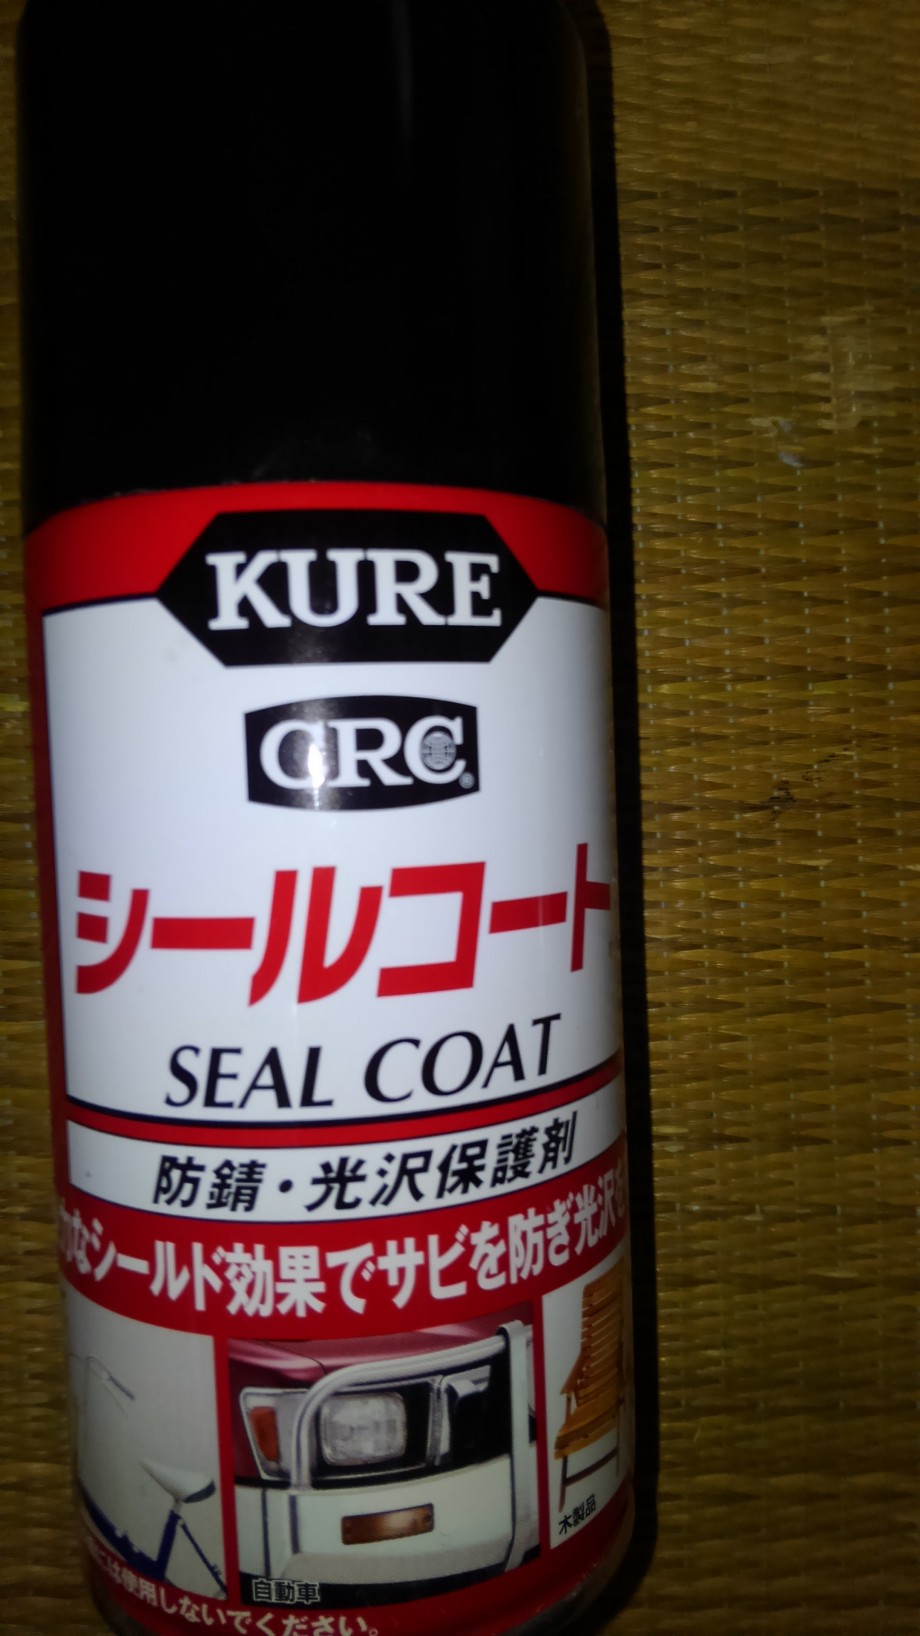 KURE
CRC®
シールコート
SEAL COAT
防錆・光沢保護剤
なシールド効果でサビを防ぎ光沢
自動車
木製品
は使用しないでください。